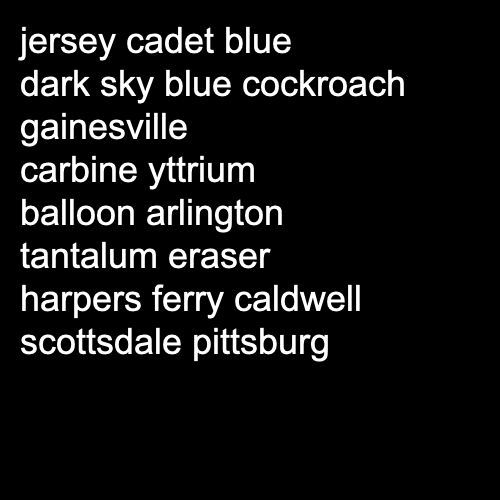 jersey cadet blue
dark sky blue cockroach
gainesville
carbine yttrium
balloon arlington
tantalum eraser
harpers ferry caldwell
scottsdale pittsburg